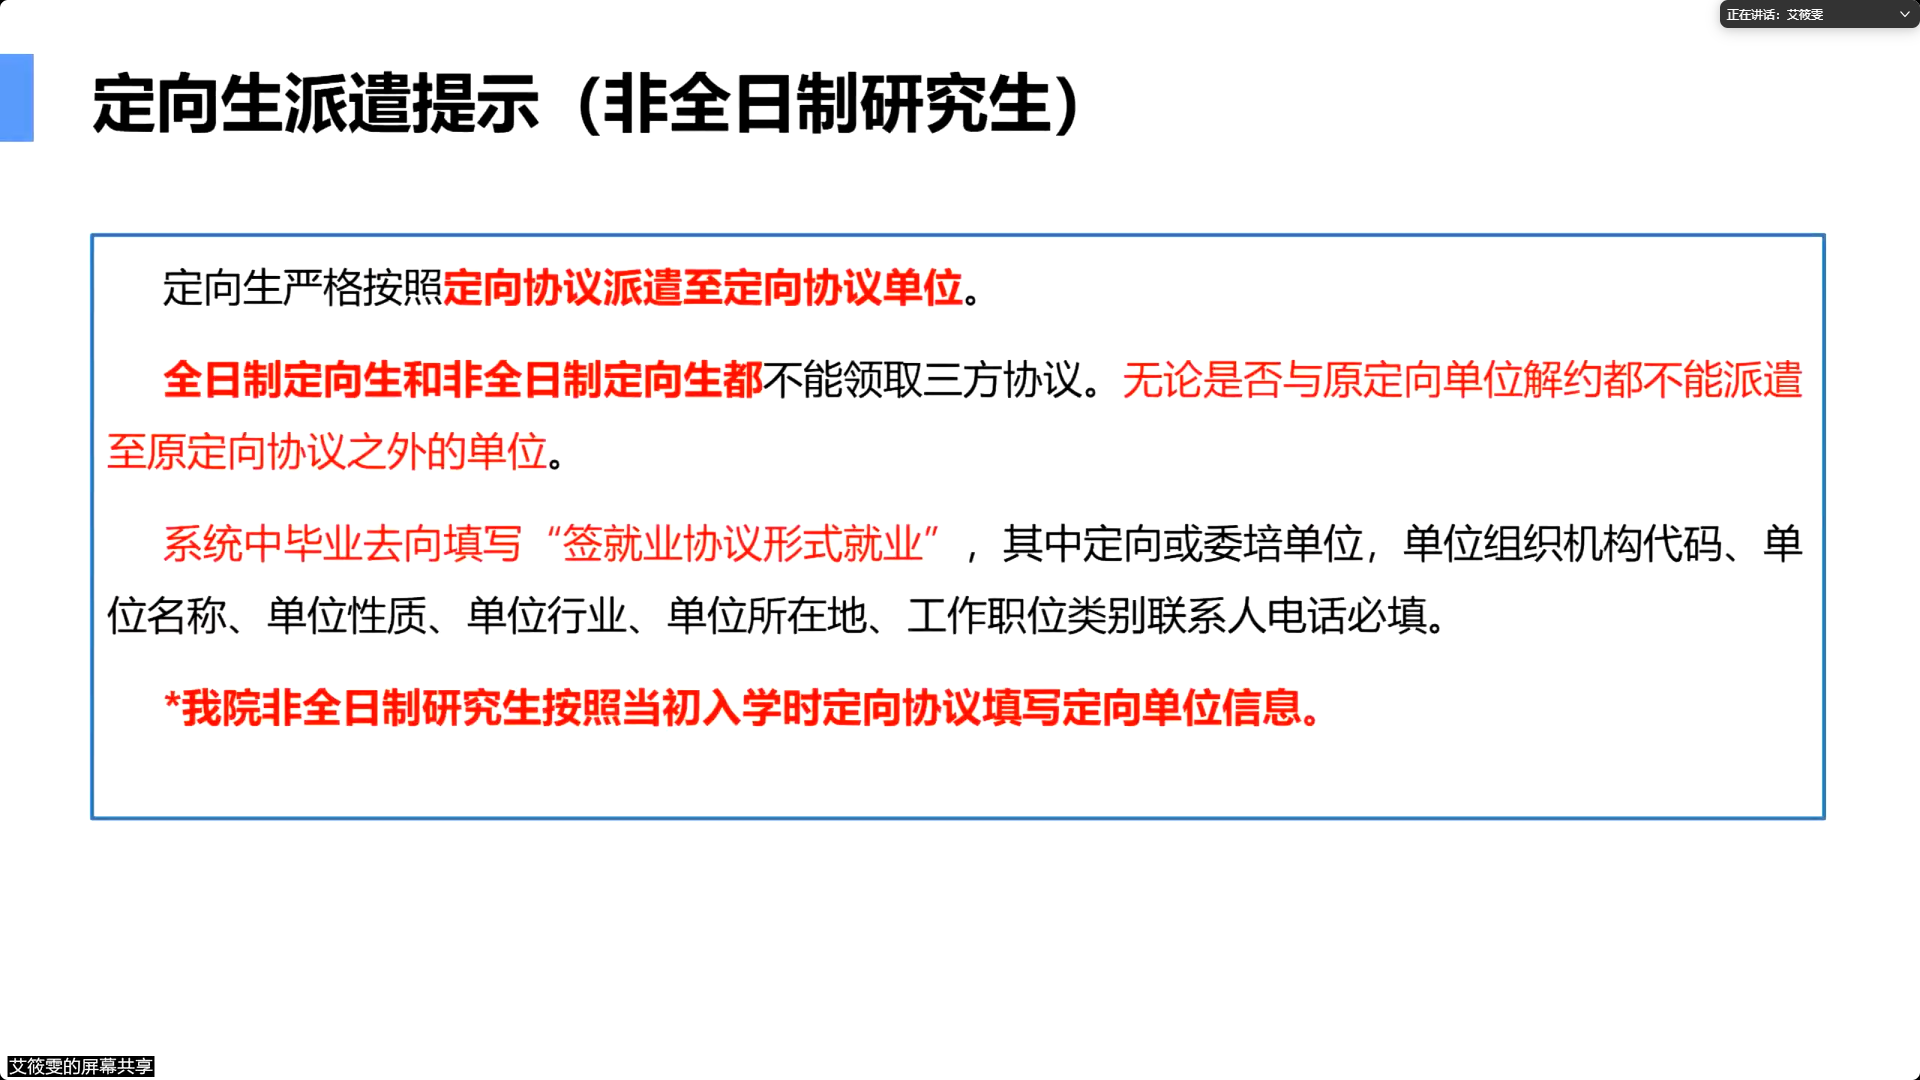 正在讲话：艾筱雯
定向生派遣提示（非全日制研究生）
定向生严格按照定向协议派遣至定向协议单位。
全日制定向生和非全日制定向生都不能领取三方协议。无论是否与原定向单位解约都不能派遣
至原定向协议之外的单位。
系统中毕业去向填写“签就业协议形式就业”，其中定向或委培单位，单位组织机构代码、单
位名称、单位性质、单位行业、单位所在地、工作职位类别联系人电话必填。
*我院非全日制研究生按照当初入学时定向协议填写定向单位信息。
艾筱雯的屏幕共享